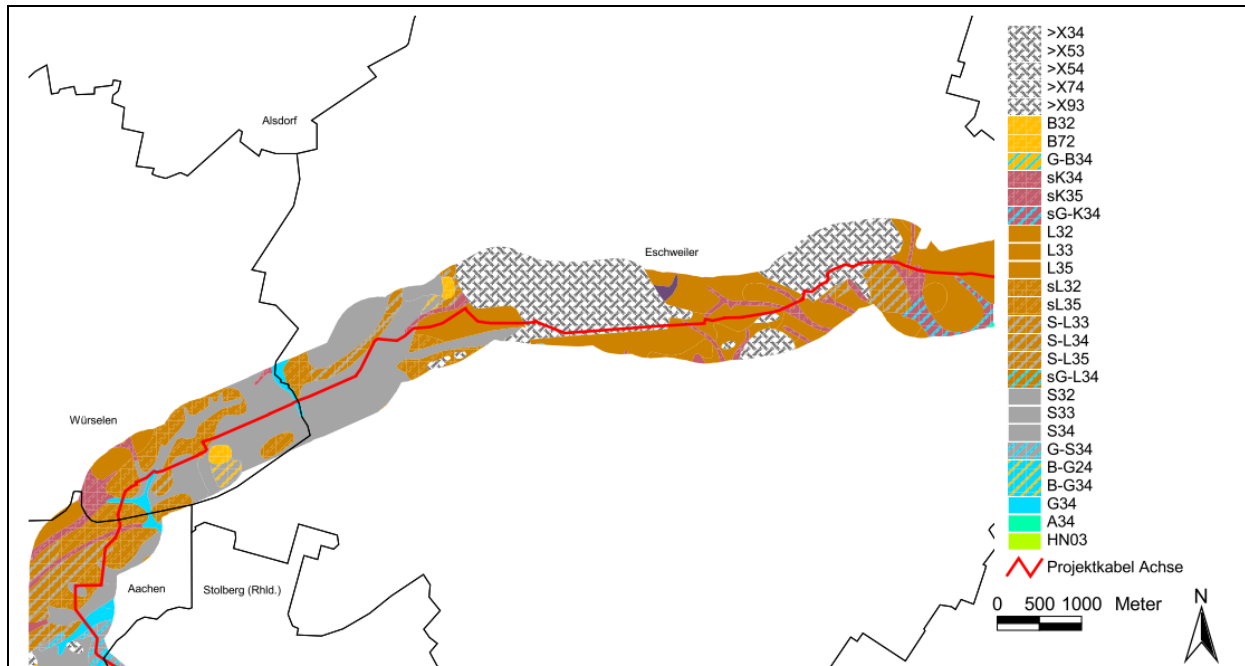 Alsdorf
Eschweiler
Würselen
Aachen
Stolberg (Rhld.)
>X34
>X53
>X54
>X74
>X93
B32
B72
G-B34
sK34
sK35
sG-K34
L32
L33
L35
sL32
sL35
S-L33
S-L34
S-L35
sG-L34
S32
S33
S34
G-S34
B-G24
B-G34
G34
A34
HN03
Projektkabel Achse
0 500 1000 Meter
N